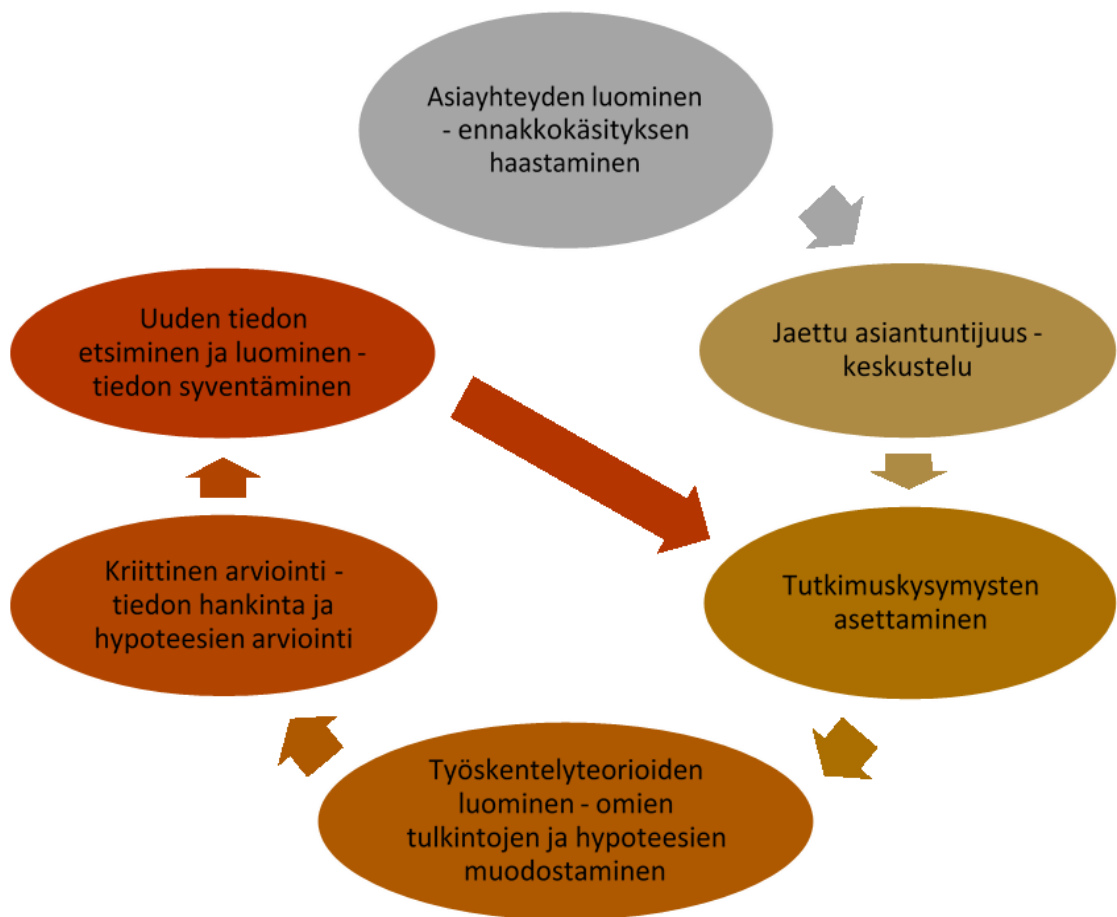 Asiayhteyden luominen
- ennakkokäsityksen
haastaminen
Jaettu asiantuntijuus -
keskustelu
Tutkimuskysymysten
asettaminen
Työskentelyteorioiden
luominen - omien
tulkintojen ja hypoteesien
muodostaminen
Kriittinen arviointi -
tiedon hankinta ja
hypoteesien arviointi
Uuden tiedon
etsiminen ja luominen -
tiedon syventäminen